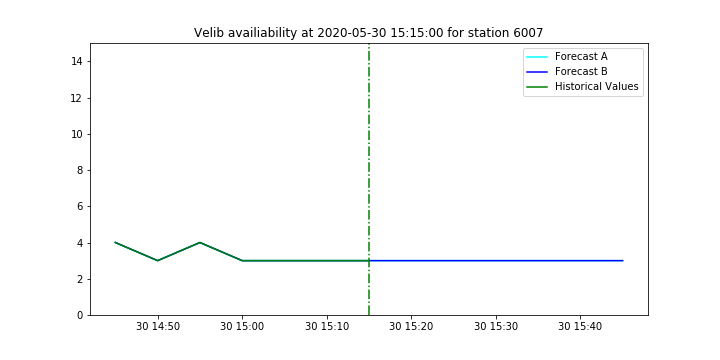 Velib availiability at 2020-05-30 15:15:00 for station 6007
Forecast A
Forecast B
Historical Values
14
12
10
8
6
4
2
0
30 14:50 30 15:00 30 15:10 30 15:20 30 15:30 30 15:40